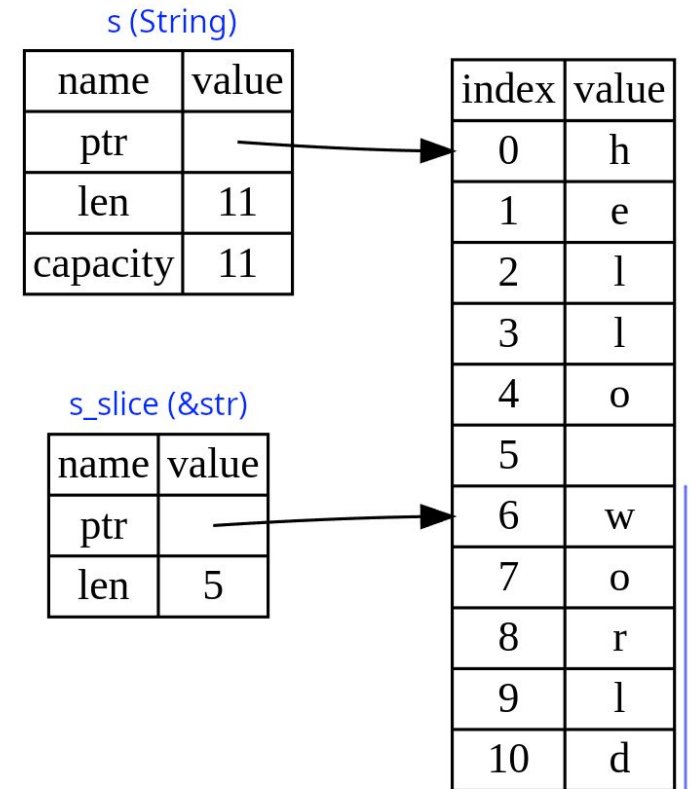 s (String)
name value
ptr
len 11
capacity 11
s_slice (&str)
name value
ptr
len 5
index value
0 h
1 e
2 l
3 l
4 o
5
6 w
7 o
8 r
9 l
10 d